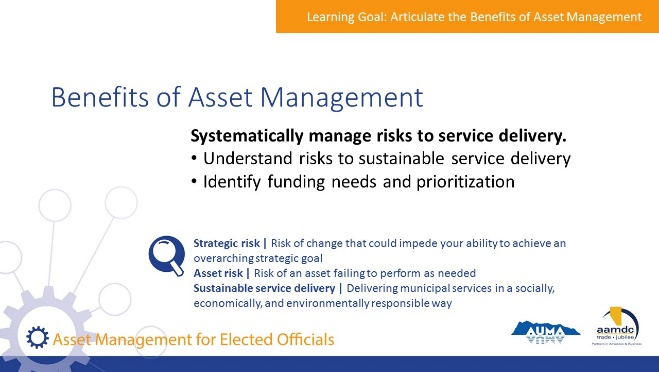 Learning Goal: Articulate the Benefits of Asset Management
Benefits of Asset Management
Systematically manage risks to service delivery.
• Understand risks to sustainable service delivery
• Identify funding needs and prioritization
Strategic risk | Risk of change that could impede your ability to achieve an
overarching strategic goal
Asset risk | Risk of an asset failing to perform as needed
Sustainable service delivery | Delivering municipal services in a socially,
economically, and environmentally responsible way
Asset Management for Elected Officials
AUMA
aamdc
trade • jubilee
Partners in Advocacy & Business